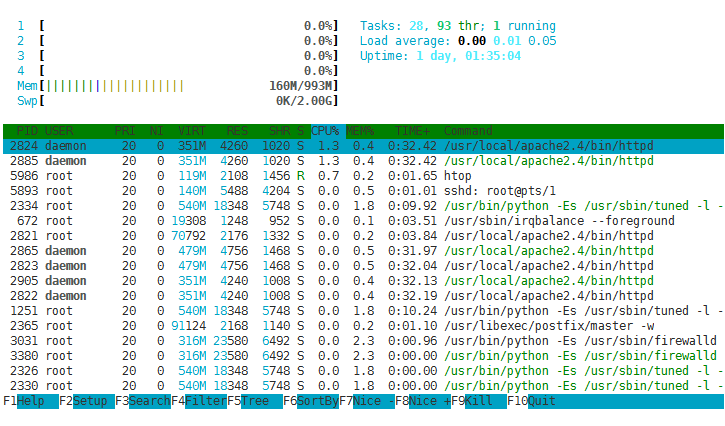 1 [ 0.0%] Tasks: 28, 93 thr; 1 running
2 [ 0.0%] Load average: 0.00 0.01 0.05
3 [ 0.0%] Uptime: 1 day, 01:35:04
4 [ 0.0%]
Mem[|||||||||||||||||||| 160M/993M]
Swp[ 0K/2.00G]
PID USER PRI NI VIRT RES SHR S CPU% MEM% TIME+ Command
2824 daemon 20 0 351M 4260 1020 S 1.3 0.4 0:32.42 /usr/local/apache2.4/bin/httpd
2885 daemon 20 0 351M 4260 1020 S 1.3 0.4 0:32.42 /usr/local/apache2.4/bin/httpd
5986 root 20 0 119M 2108 1456 R 0.7 0.2 0:01.65 htop
5893 root 20 0 140M 5488 4204 S 0.0 0.5 0:01.01 sshd: root@pts/1
2334 root 20 0 540M 18348 5748 S 0.0 1.8 0:09.92 /usr/bin/python -Es /usr/sbin/tuned -l -
672 root 20 0 19308 1248 952 S 0.0 0.1 0:03.51 /usr/sbin/irqbalance --foreground
2821 root 20 0 70792 2176 1332 S 0.0 0.2 0:03.84 /usr/local/apache2.4/bin/httpd
2865 daemon 20 0 479M 4756 1468 S 0.0 0.5 0:31.97 /usr/local/apache2.4/bin/httpd
2823 daemon 20 0 479M 4756 1468 S 0.0 0.5 0:32.04 /usr/local/apache2.4/bin/httpd
2905 daemon 20 0 351M 4240 1008 S 0.0 0.4 0:32.13 /usr/local/apache2.4/bin/httpd
2822 daemon 20 0 351M 4240 1008 S 0.0 0.4 0:32.19 /usr/local/apache2.4/bin/httpd
1251 root 20 0 540M 18348 5748 S 0.0 1.8 0:10.24 /usr/bin/python -Es /usr/sbin/tuned -l -
2365 root 20 0 91124 2168 1140 S 0.0 0.2 0:01.10 /usr/libexec/postfix/master -w
3031 root 20 0 316M 23580 6492 S 0.0 2.3 0:00.96 /usr/bin/python -Es /usr/sbin/firewalld
3380 root 20 0 316M 23580 6492 S 0.0 2.3 0:00.00 /usr/bin/python -Es /usr/sbin/firewalld
2326 root 20 0 540M 18348 5748 S 0.0 1.8 0:00.00 /usr/bin/python -Es /usr/sbin/tuned -l -
2330 root 20 0 540M 18348 5748 S 0.0 1.8 0:00.00 /usr/bin/python -Es /usr/sbin/tuned -l -
F1Help F2Setup F3SearchF4FilterF5Tree F6SortByF7Nice -F8Nice +F9Kill F10Quit